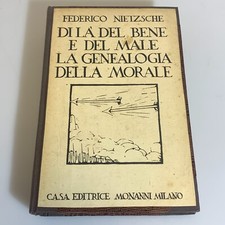 FEDERICO NIETZSCHE
DI LÀ DEL BENE
E DEL MALE
LA GENEALOGIA
DELLA MORALE
CASA EDITRICE MONANNI MILANO